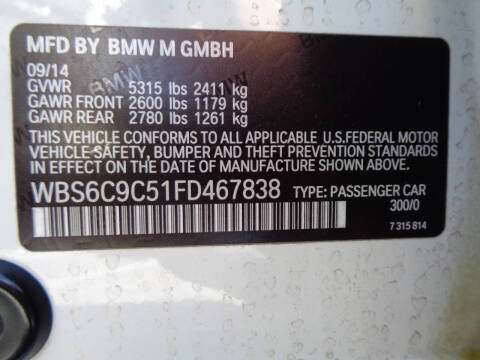 MFD BY BMW M GMBH
09/14
GVWR 5315 lbs 2411 kg
GAWR FRONT 2600 lbs 1179 kg
GAWR REAR 2780 lbs 1261 kg
THIS VEHICLE CONFORMS TO ALL APPLICABLE U.S.FEDERAL MOTOR
VEHICLE SAFETY, BUMPER AND THEFT PREVENTION STANDARDS
IN EFFECT ON THE DATE OF MANUFACTURE SHOWN ABOVE.
WBS6C9C51FD467838 TYPE: PASSENGER CAR
300/0
7 315 814